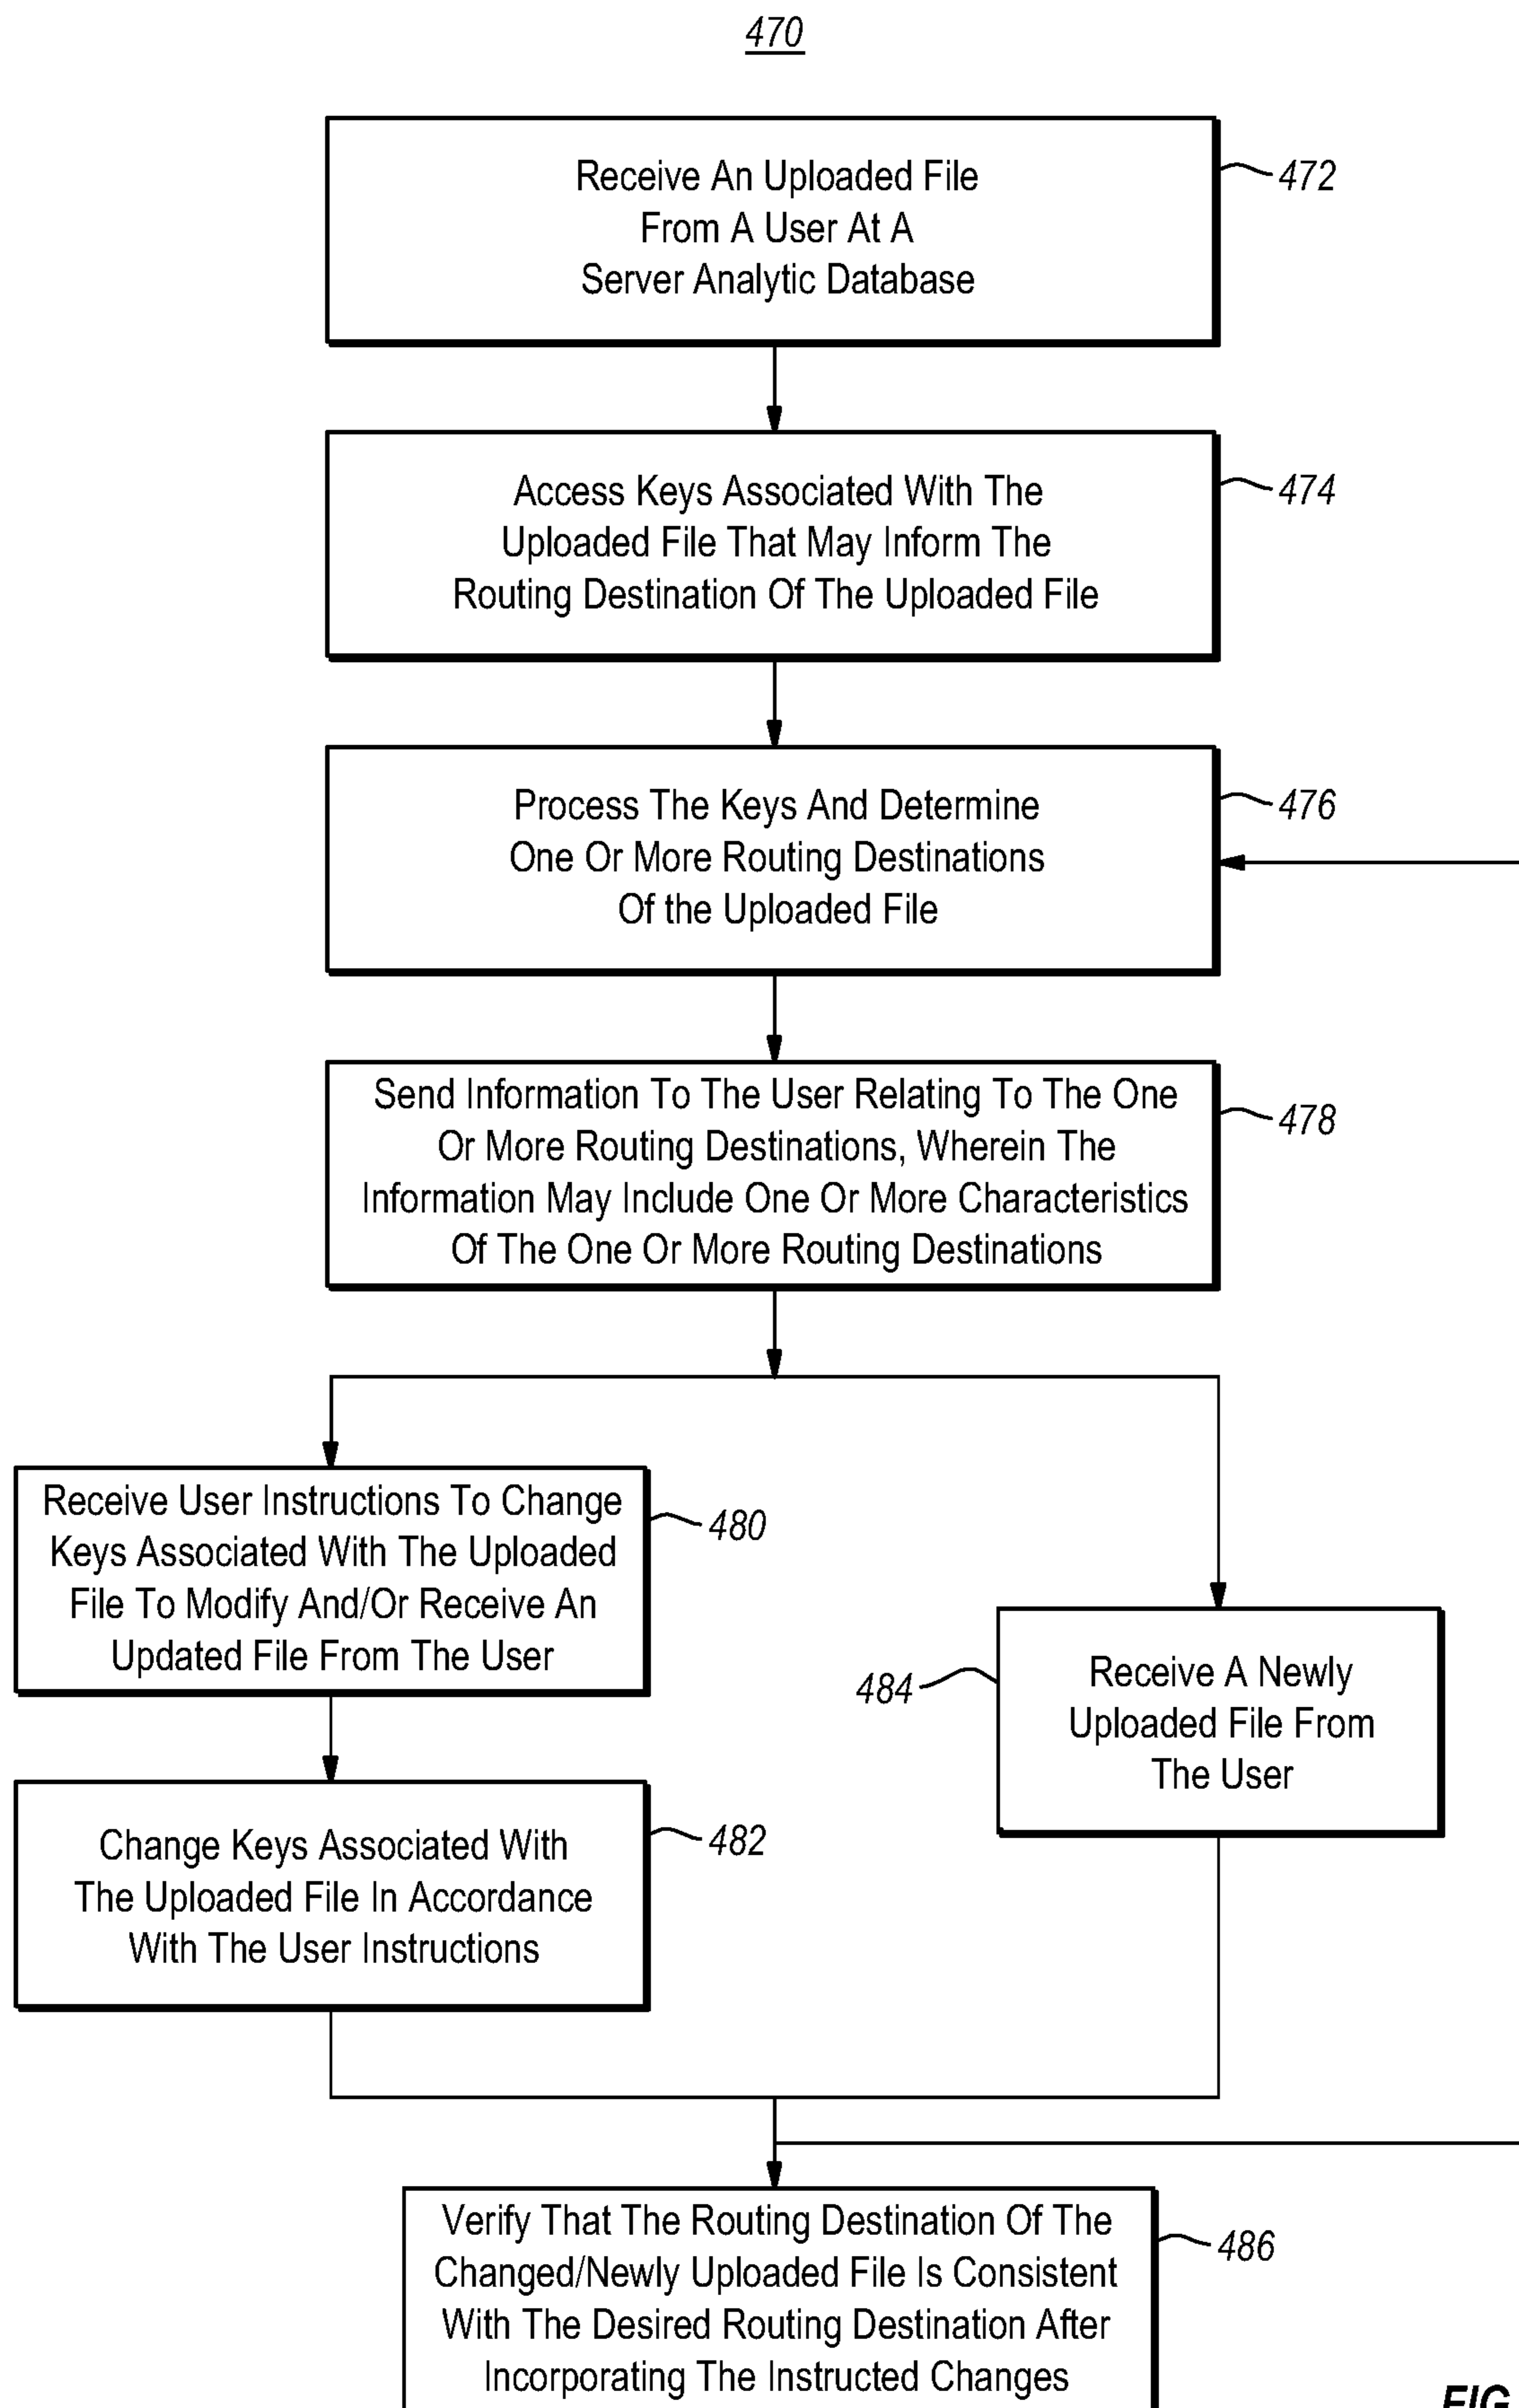 470
Receive An Uploaded File
From A User At A
Server Analytic Database
472
Access Keys Associated With The
Uploaded File That May Inform The
Routing Destination Of The Uploaded File
474
Process The Keys And Determine
One Or More Routing Destinations
Of the Uploaded File
476
Send Information To The User Relating To The One
Or More Routing Destinations, Wherein The
Information May Include One Or More Characteristics
Of The One Or More Routing Destinations
478
Receive User Instructions To Change
Keys Associated With The Uploaded
File To Modify And/Or Receive An
Updated File From The User
480
484
Receive A Newly
Uploaded File From
The User
Change Keys Associated With
The Uploaded File In Accordance
With The User Instructions
482
Verify That The Routing Destination Of The
Changed/Newly Uploaded File Is Consistent
With The Desired Routing Destination After
Incorporating The Instructed Changes
486
FIG